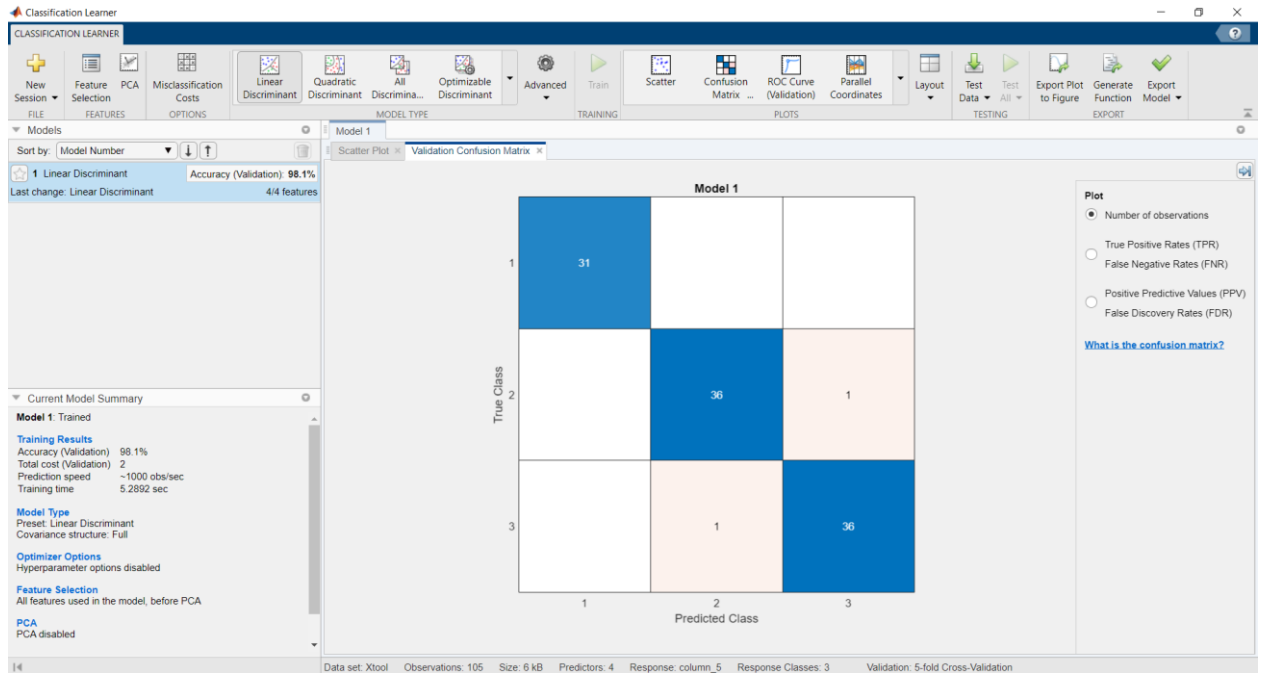 Classification Learner
CLASSIFICATION LEARNER
?
New Session
Feature Selection
PCA
Misclassification Costs
Linear Discriminant
Quadratic Discriminant
All Discrimina...
Optimizable Discriminant
Advanced
Train
Scatter
Confusion Matrix ...
ROC Curve (Validation)
Parallel Coordinates
Layout
Test Data
Test All
Export Plot to Figure
Generate Function
Export Model
FILE FEATURES OPTIONS MODEL TYPE TRAINING PLOTS TESTING EXPORT
Models
Sort by: Model Number
1 Linear Discriminant Accuracy (Validation): 98.1%
Last change: Linear Discriminant 4/4 features
Current Model Summary
Model 1: Trained
Training Results
Accuracy (Validation) 98.1%
Total cost (Validation) 2
Prediction speed ~1000 obs/sec
Training time 5.2892 sec
Model Type
Preset: Linear Discriminant
Covariance structure: Full
Optimizer Options
Hyperparameter options disabled
Feature Selection
All features used in the model, before PCA
PCA
PCA disabled
Model 1
Scatter Plot Validation Confusion Matrix
Model 1
True Class
1 31
2 36 1
3 1 36
1 2 3
Predicted Class
Plot
Number of observations
True Positive Rates (TPR)
False Negative Rates (FNR)
Positive Predictive Values (PPV)
False Discovery Rates (FDR)
What is the confusion matrix?
Data set: Xtool Observations: 105 Size: 6 kB Predictors: 4 Response: column_5 Response Classes: 3 Validation: 5-fold Cross-Validation